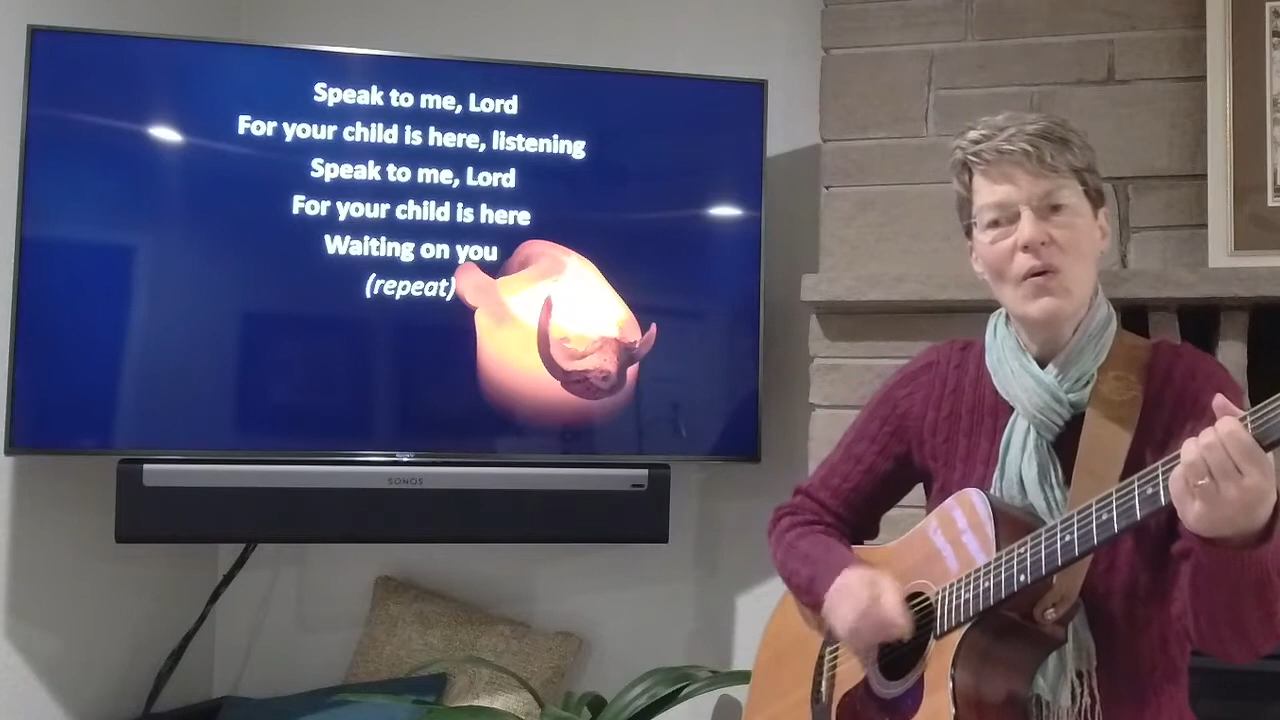 Speak to me, Lord
For your child is here, listening
Speak to me, Lord
For your child is here
Waiting on you
(repeat)
SONY
SONOS